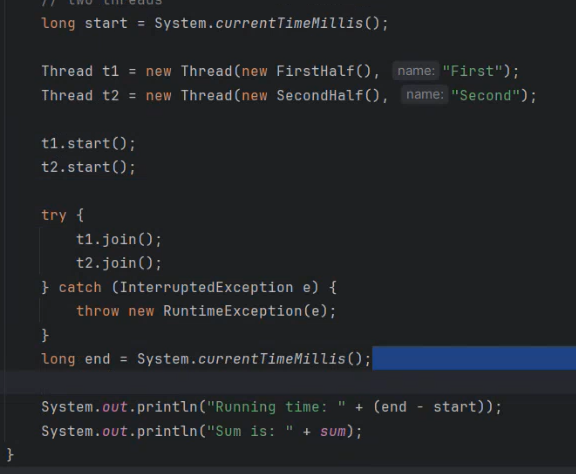 // two threads
long start = System.currentTimeMillis();
Thread t1 = new Thread(new FirstHalf(), name: "First");
Thread t2 = new Thread(new SecondHalf(), name: "Second");
t1.start();
t2.start();
try {
t1.join();
t2.join();
} catch (InterruptedException e) {
throw new RuntimeException(e);
}
long end = System.currentTimeMillis();
System.out.println("Running time: " + (end - start));
System.out.println("Sum is: " + sum);
}